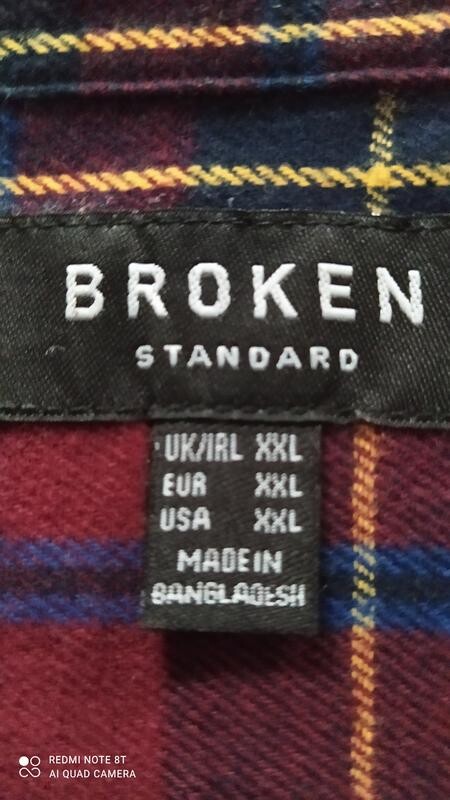 BROKEN
STANDARD
UK/IRL XXL
EUR XXL
USA XXL
MADE IN
BANGLADESH
REDMI NOTE 8T
AI QUAD CAMERA